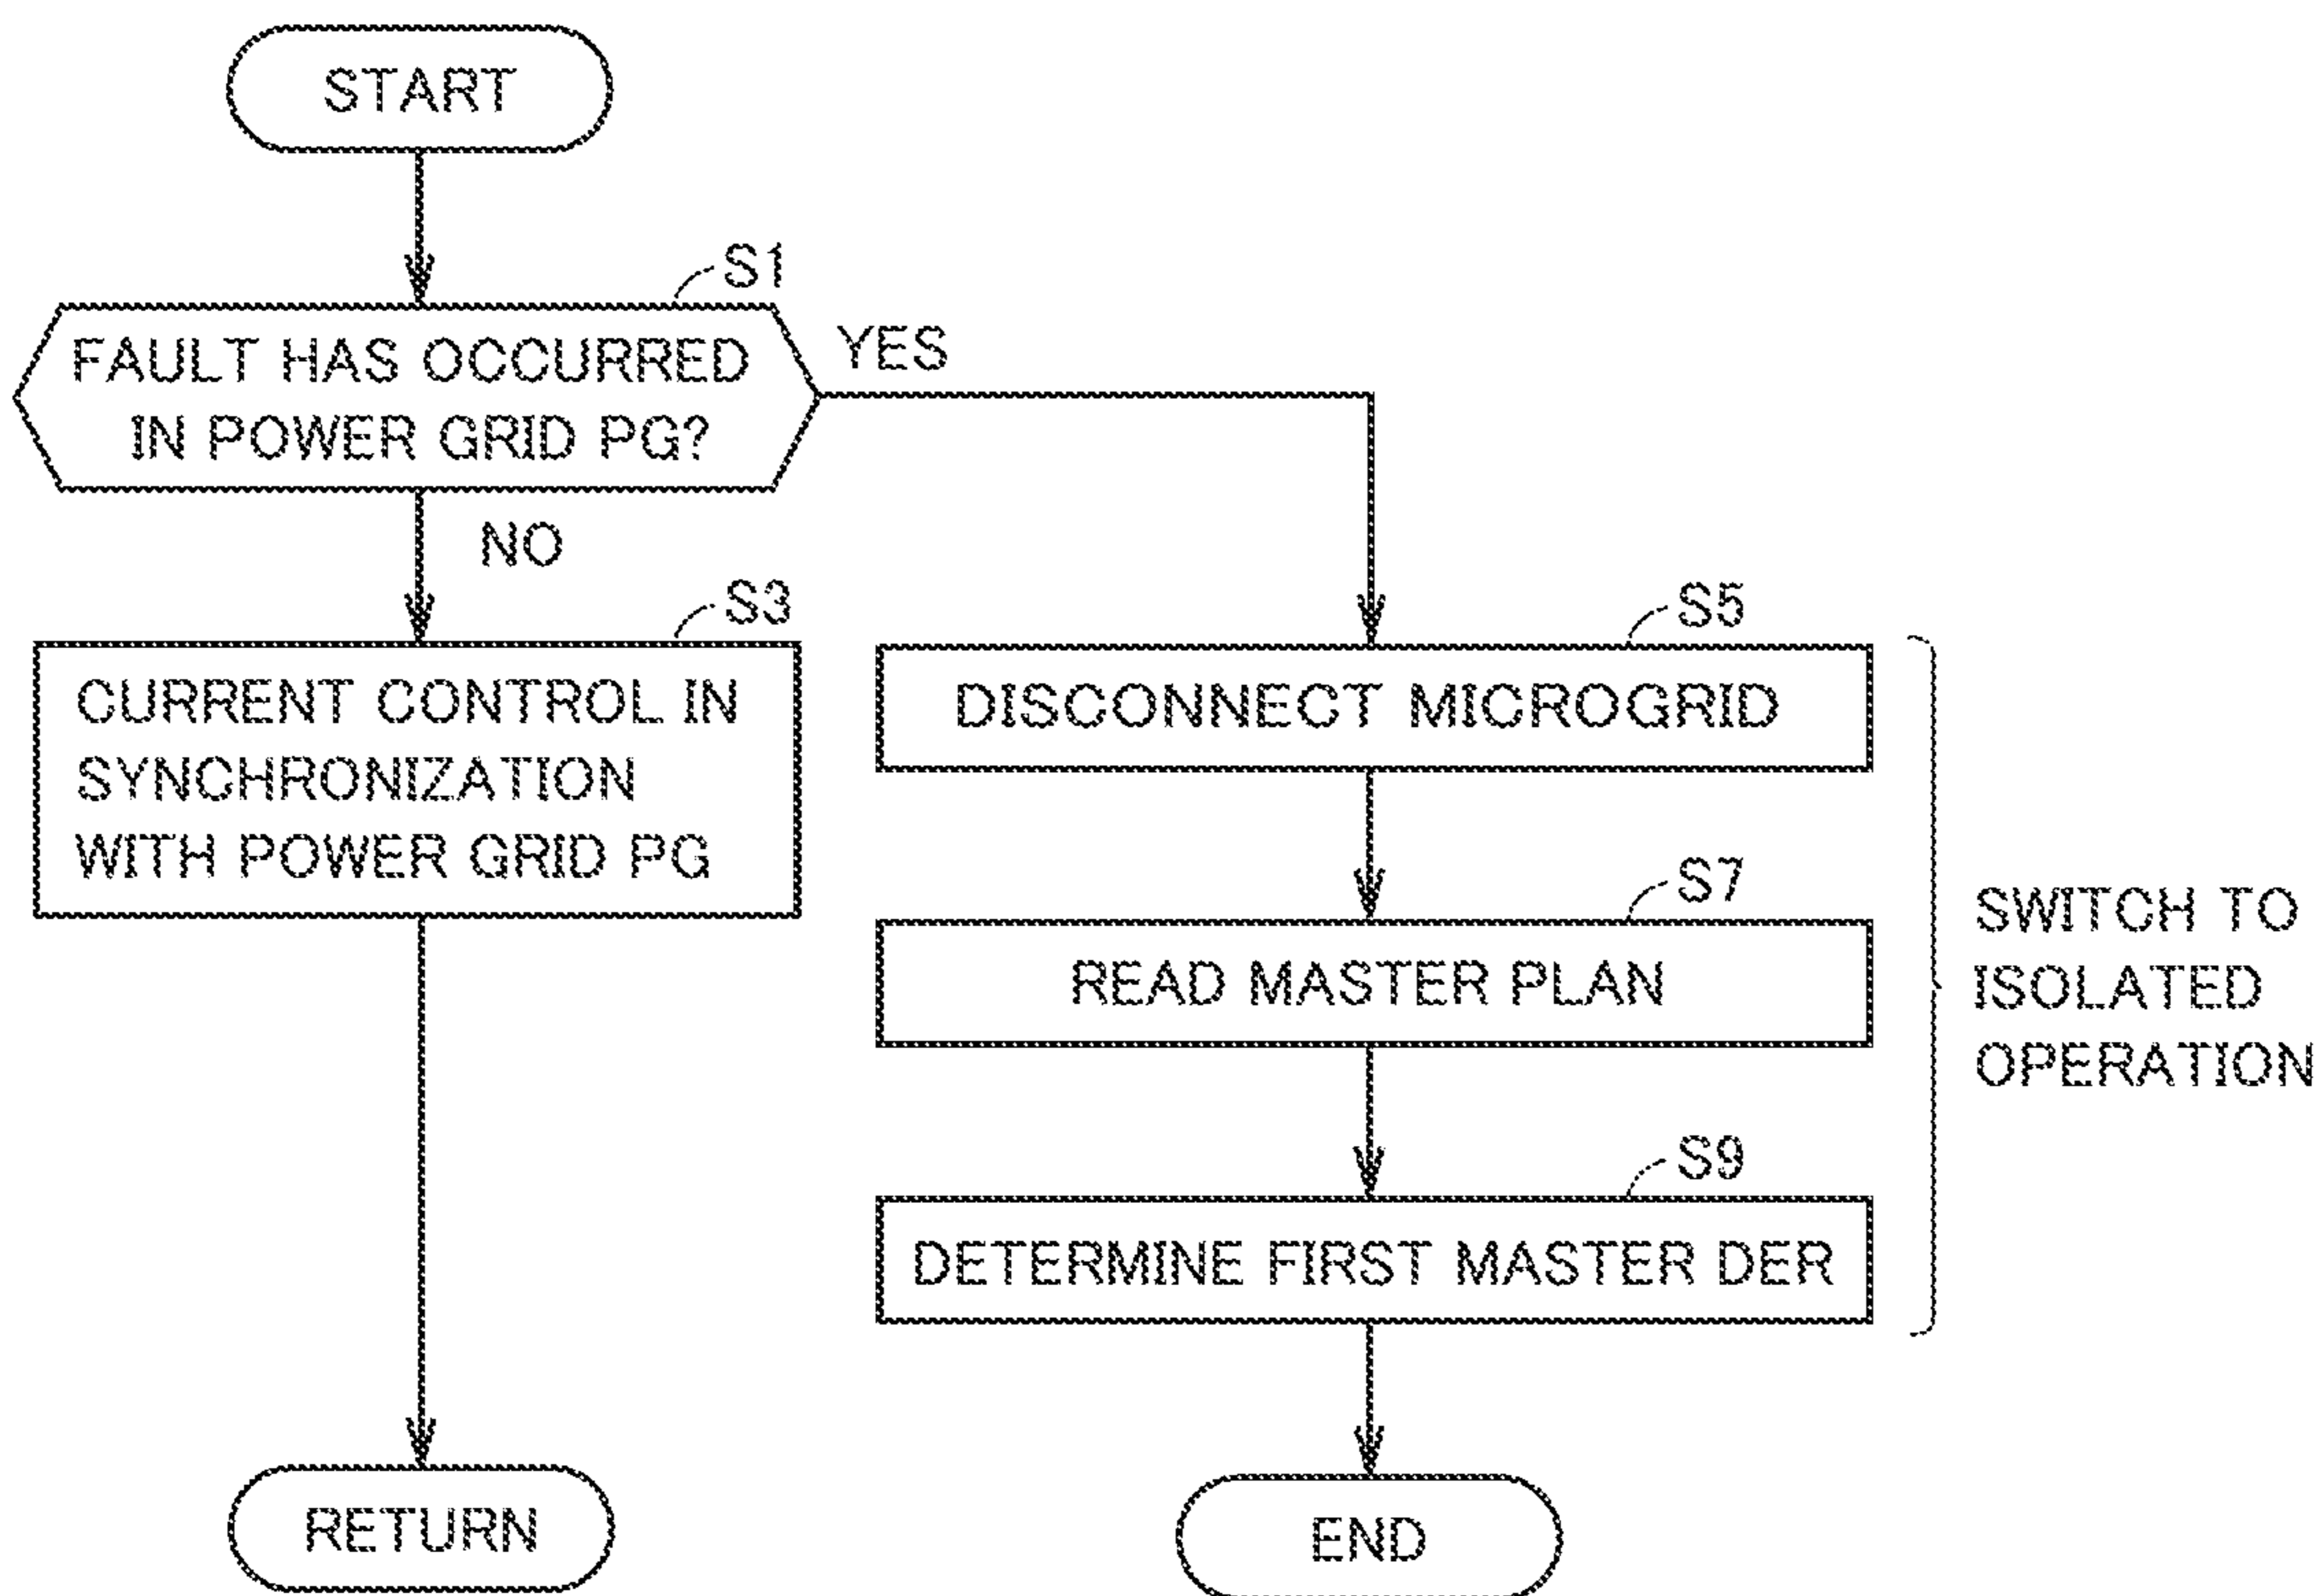 START
S1
FAULT HAS OCCURRED
IN POWER GRID PG?
YES
NO
S3
CURRENT CONTROL IN
SYNCHRONIZATION
WITH POWER GRID PG
RETURN
S5
DISCONNECT MICROGRID
S7
READ MASTER PLAN
S9
DETERMINE FIRST MASTER DER
END
SWITCH TO
ISOLATED
OPERATION